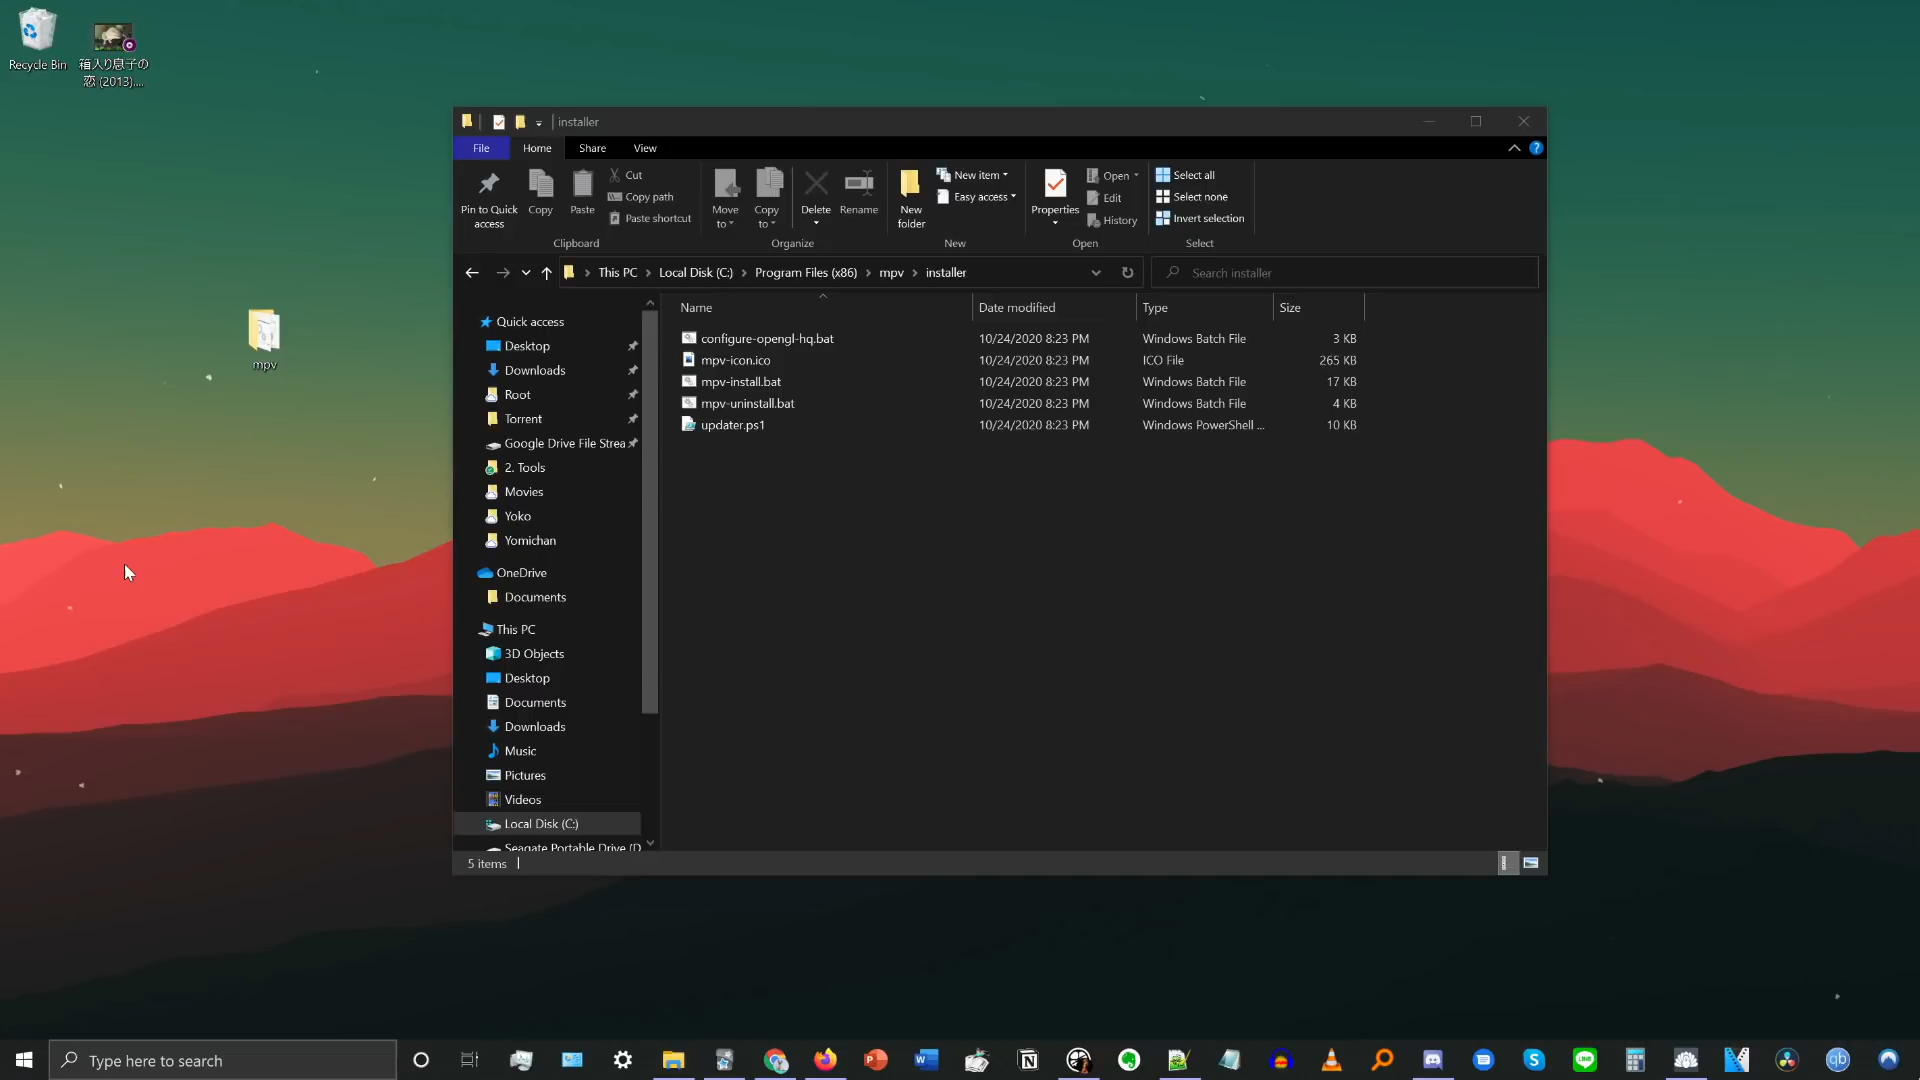 Recycle Bin
箱入り息子の
恋 (2013)....
mpv
installer
File
Home
Share
View
Pin to Quick
access
Copy
Paste
Cut
Copy path
Paste shortcut
Clipboard
Move
to
Copy
to
Delete
Rename
Organize
New
folder
New item
Easy access
New
Properties
Open
Edit
History
Open
Select all
Select none
Invert selection
Select
This PC
Local Disk (C:)
Program Files (x86)
mpv
installer
Search installer
Name
Date modified
Type
Size
configure-opengl-hq.bat 10/24/2020 8:23 PM Windows Batch File 3 KB
mpv-icon.ico 10/24/2020 8:23 PM ICO File 265 KB
mpv-install.bat 10/24/2020 8:23 PM Windows Batch File 17 KB
mpv-uninstall.bat 10/24/2020 8:23 PM Windows Batch File 4 KB
updater.ps1 10/24/2020 8:23 PM Windows PowerShell ... 10 KB
Quick access
Desktop
Downloads
Root
Torrent
Google Drive File Strea
2. Tools
Movies
Yoko
Yomichan
OneDrive
Documents
This PC
3D Objects
Desktop
Documents
Downloads
Music
Pictures
Videos
Local Disk (C:)
Seagate Portable Drive (D
5 items
Type here to search